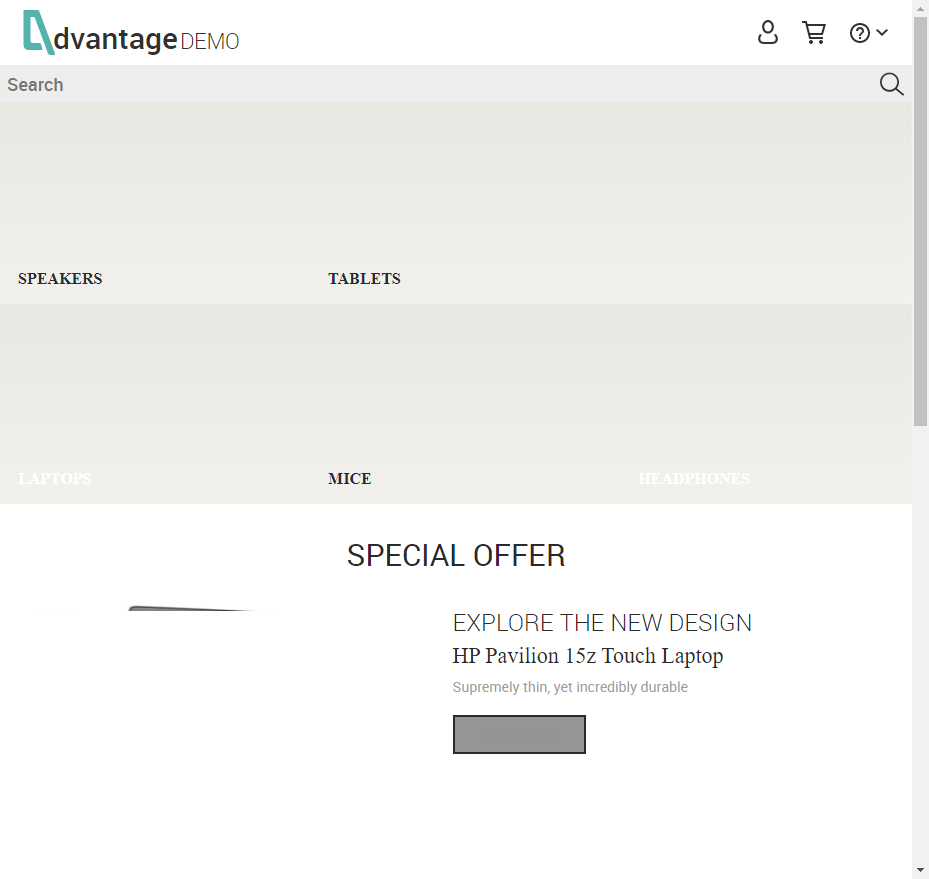 dvantage DEMO
Search
SPEAKERS TABLETS
LAPTOPS MICE HEADPHONES
SPECIAL OFFER
EXPLORE THE NEW DESIGN
HP Pavilion 15z Touch Laptop
Supremely thin, yet incredibly durable